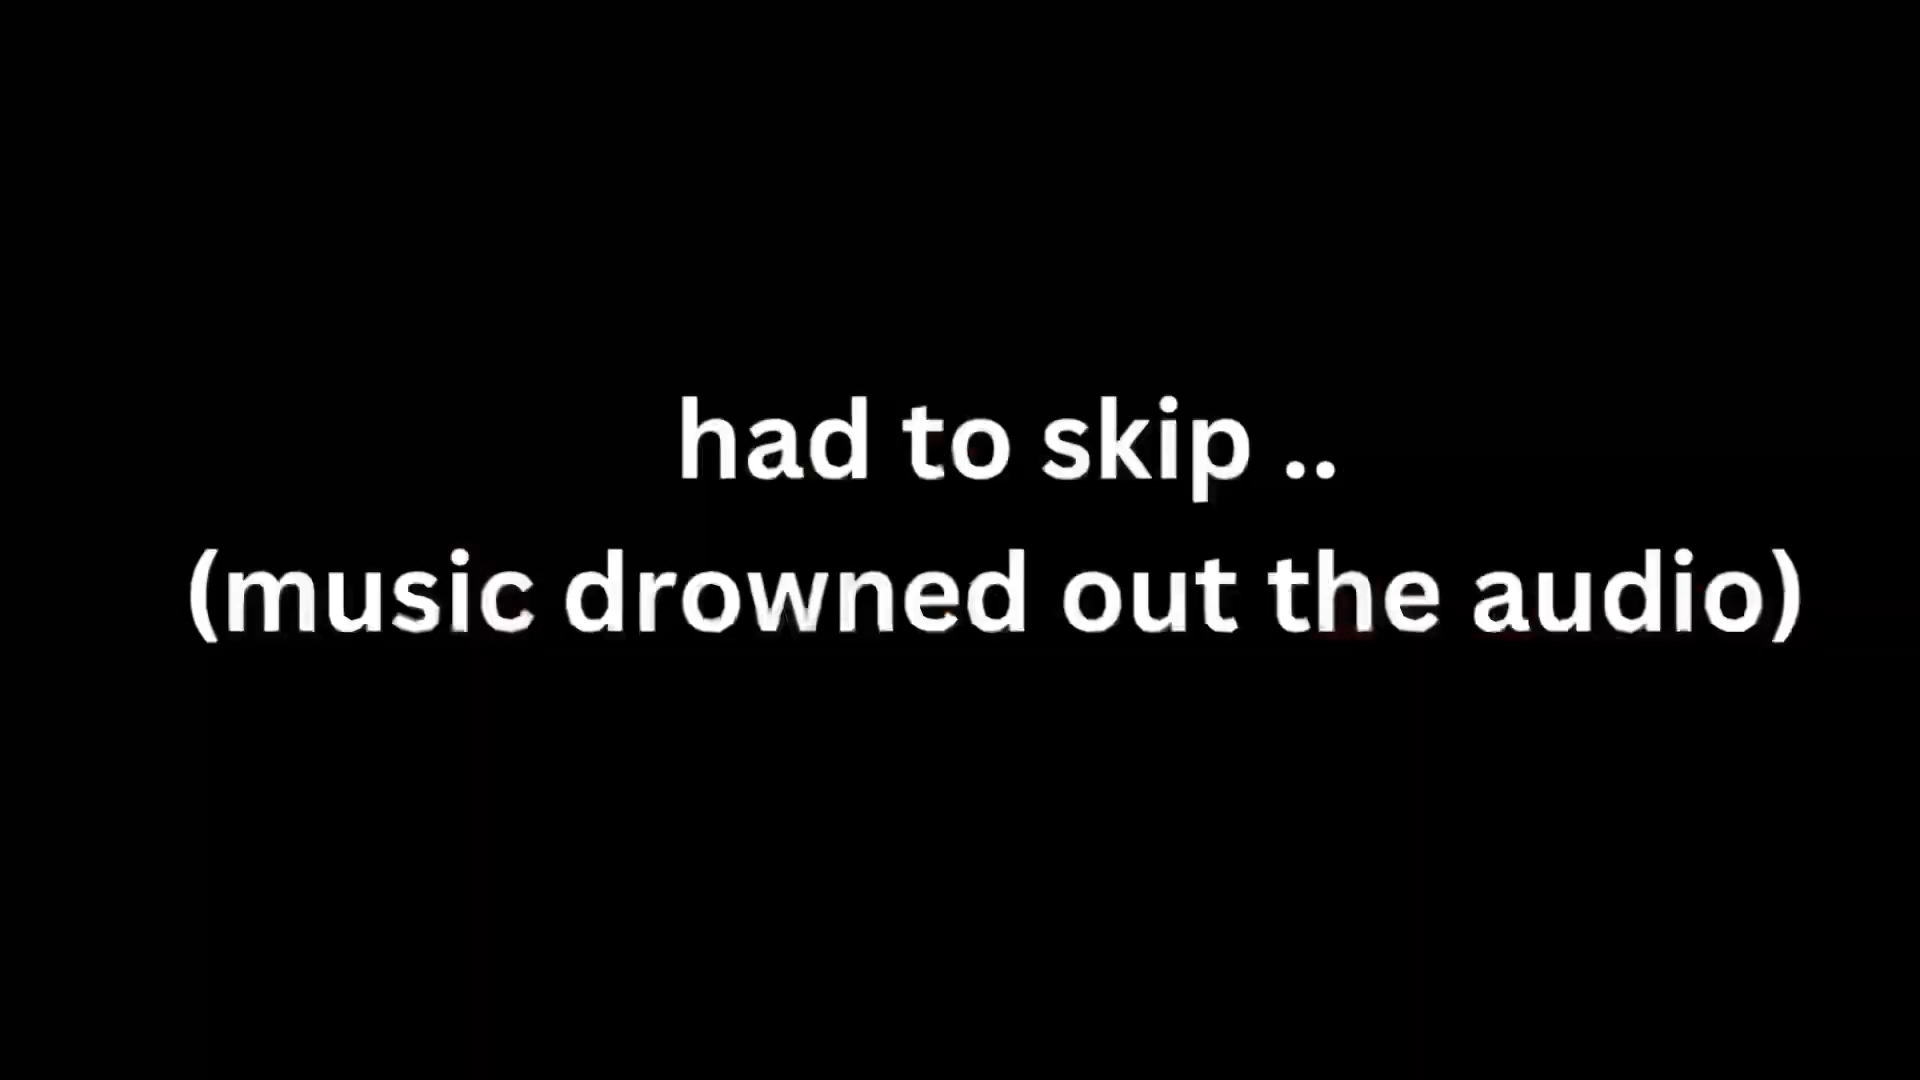 had to skip ..
(music drowned out the audio)